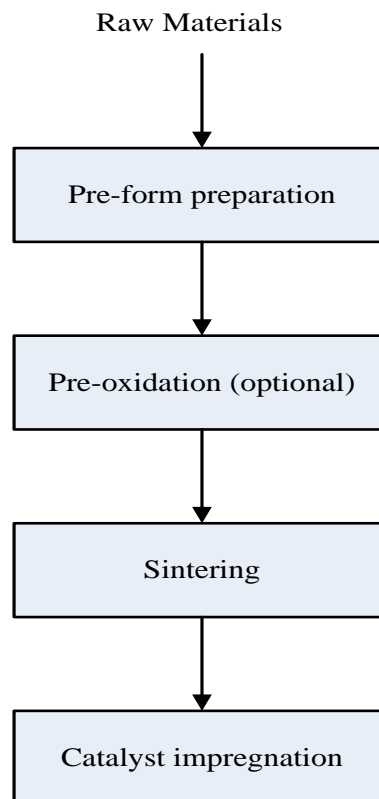 Raw Materials
Pre-form preparation
Pre-oxidation (optional)
Sintering
Catalyst impregnation